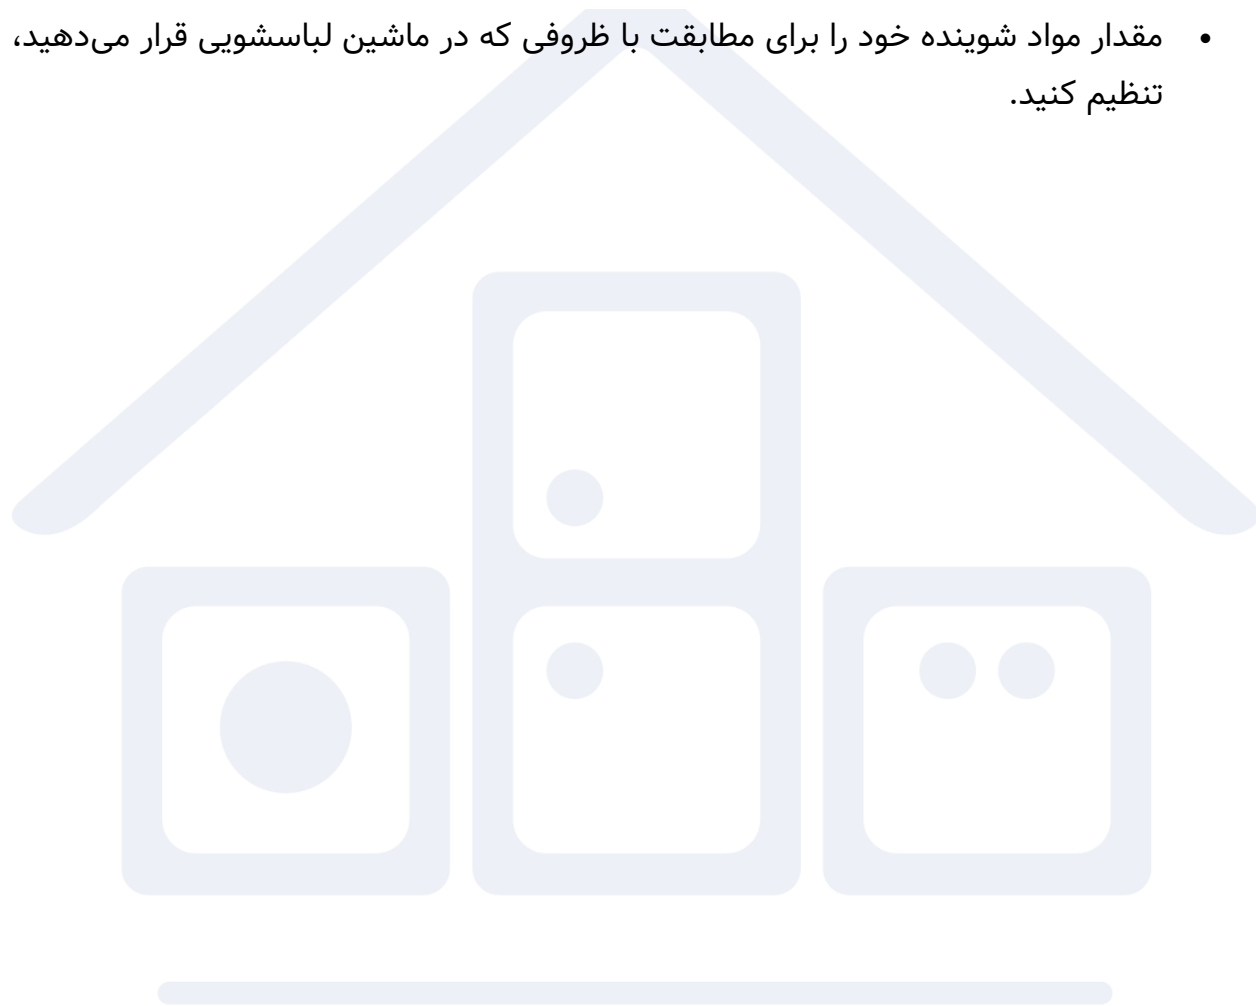 • مقدار مواد شوینده خود را برای مطابقت با ظروفی که در ماشین لباسشویی قرار می‌دهید،
تنظیم کنید.